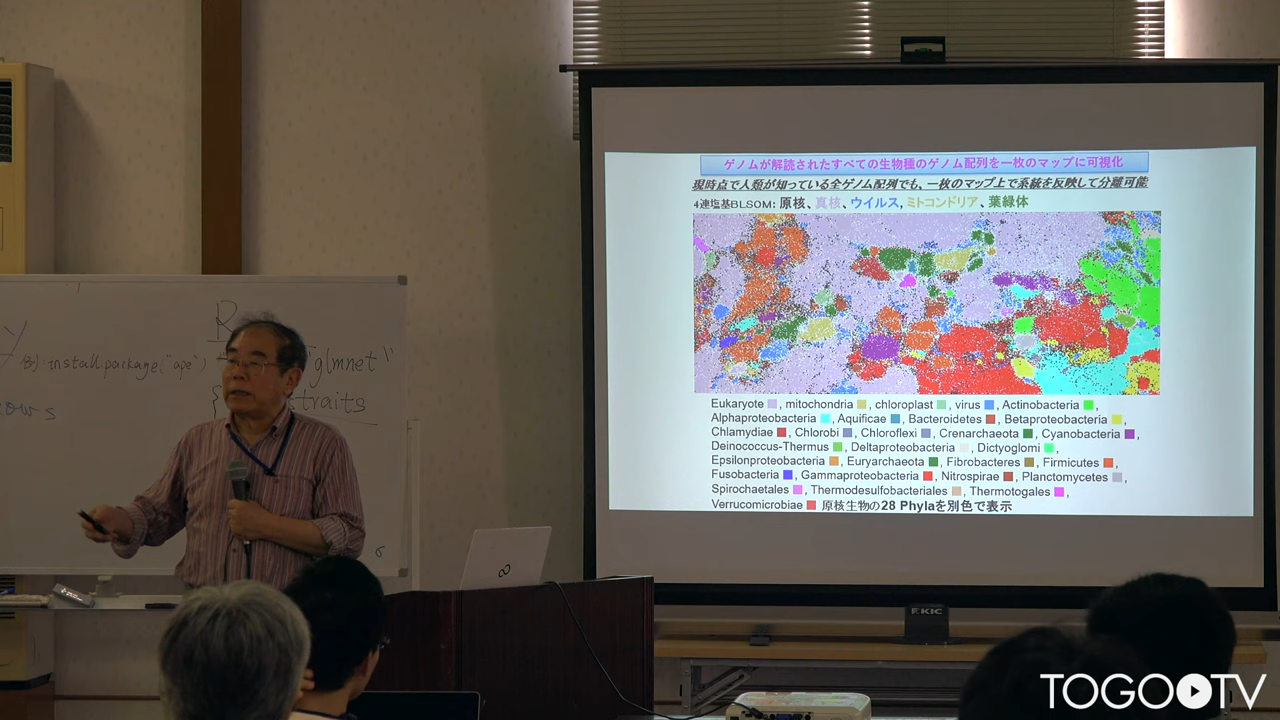 ゲノムが解読されたすべての生物種のゲノム配列を一枚のマップに可視化
現時点で人類が知っている全ゲノム配列でも、一枚のマップ上で系統を反映して分離可能
4連塩基BLSOM: 原核、真核、ウイルス, ミトコンドリア、葉緑体
Eukaryote , mitochondria , chloroplast , virus , Actinobacteria ,
Alphaproteobacteria , Aquificae , Bacteroidetes , Betaproteobacteria ,
Chlamydiae , Chlorobi , Chloroflexi , Crenarchaeota , Cyanobacteria ,
Deinococcus-Thermus , Deltaproteobacteria , Dictyoglomi ,
Epsilonproteobacteria , Euryarchaeota , Fibrobacteres , Firmicutes ,
Fusobacteria , Gammaproteobacteria , Nitrospirae , Planctomycetes ,
Spirochaetales , Thermodesulfobacteriales , Thermotogales ,
Verrucomicrobiae 原核生物の28 Phylaを別色で表示
R
y
install.package("ape") glmnet"
ows { traits
KIC
TOGO TV